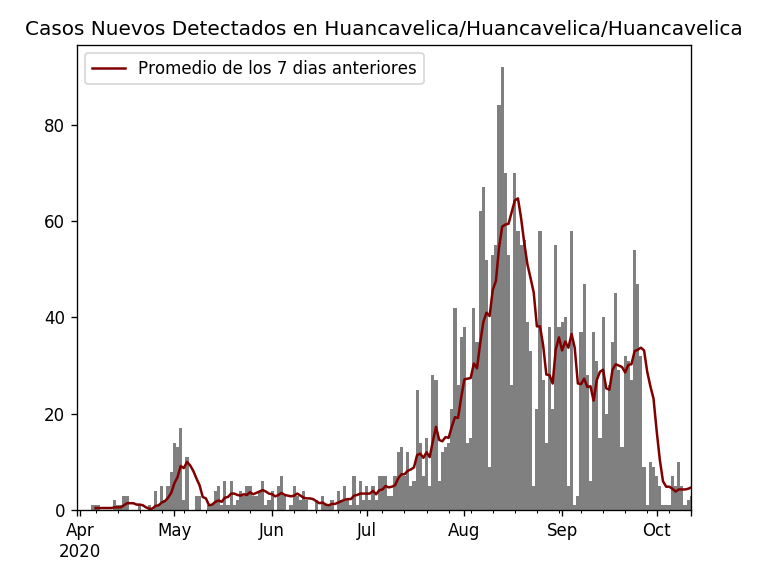 Casos Nuevos Detectados en Huancavelica/Huancavelica/Huancavelica
Promedio de los 7 dias anteriores
80
60
40
20
0
Apr May Jun Jul Aug Sep Oct
2020